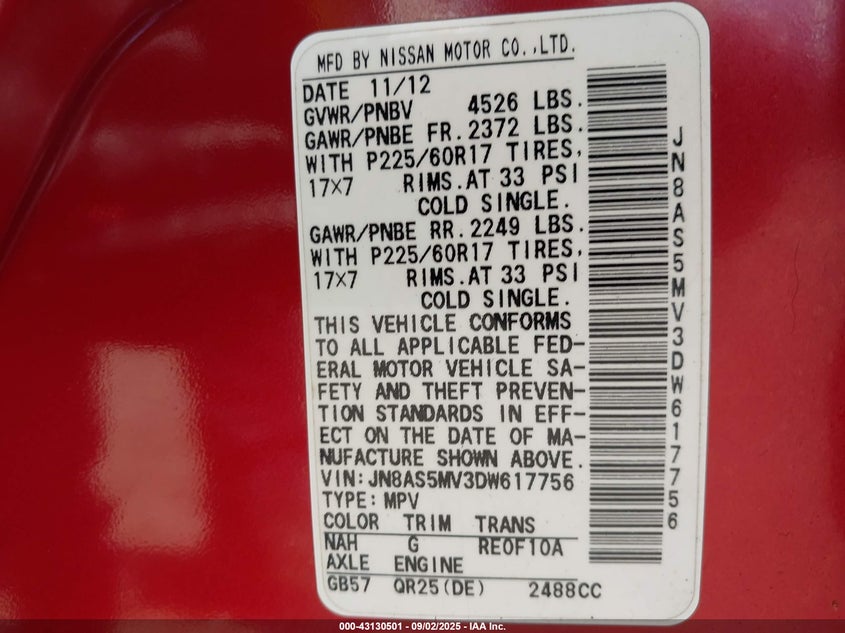 MFD BY NISSAN MOTOR CO.,LTD.
DATE 11/12
GVWR/PNBV 4526 LBS.
GAWR/PNBE FR. 2372 LBS.
WITH P225/60R17 TIRES,
17×7 RIMS. AT 33 PSI
COLD SINGLE.
GAWR/PNBE RR. 2249 LBS.
WITH P225/60R17 TIRES,
17×7 RIMS. AT 33 PSI
COLD SINGLE.
THIS VEHICLE CONFORMS
TO ALL APPLICABLE FED-
ERAL MOTOR VEHICLE SA-
FETY AND THEFT PREVEN-
TION STANDARDS IN EFF-
ECT ON THE DATE OF MA-
NUFACTURE SHOWN ABOVE.
VIN: JN8AS5MV3DW617756
TYPE: MPV
COLOR TRIM TRANS
NAH G RE0F10A
AXLE ENGINE
GB57 QR25(DE) 2488CC
JN8AS5MV3DW617756
000-43130501 - 09/02/2025 - IAA Inc.